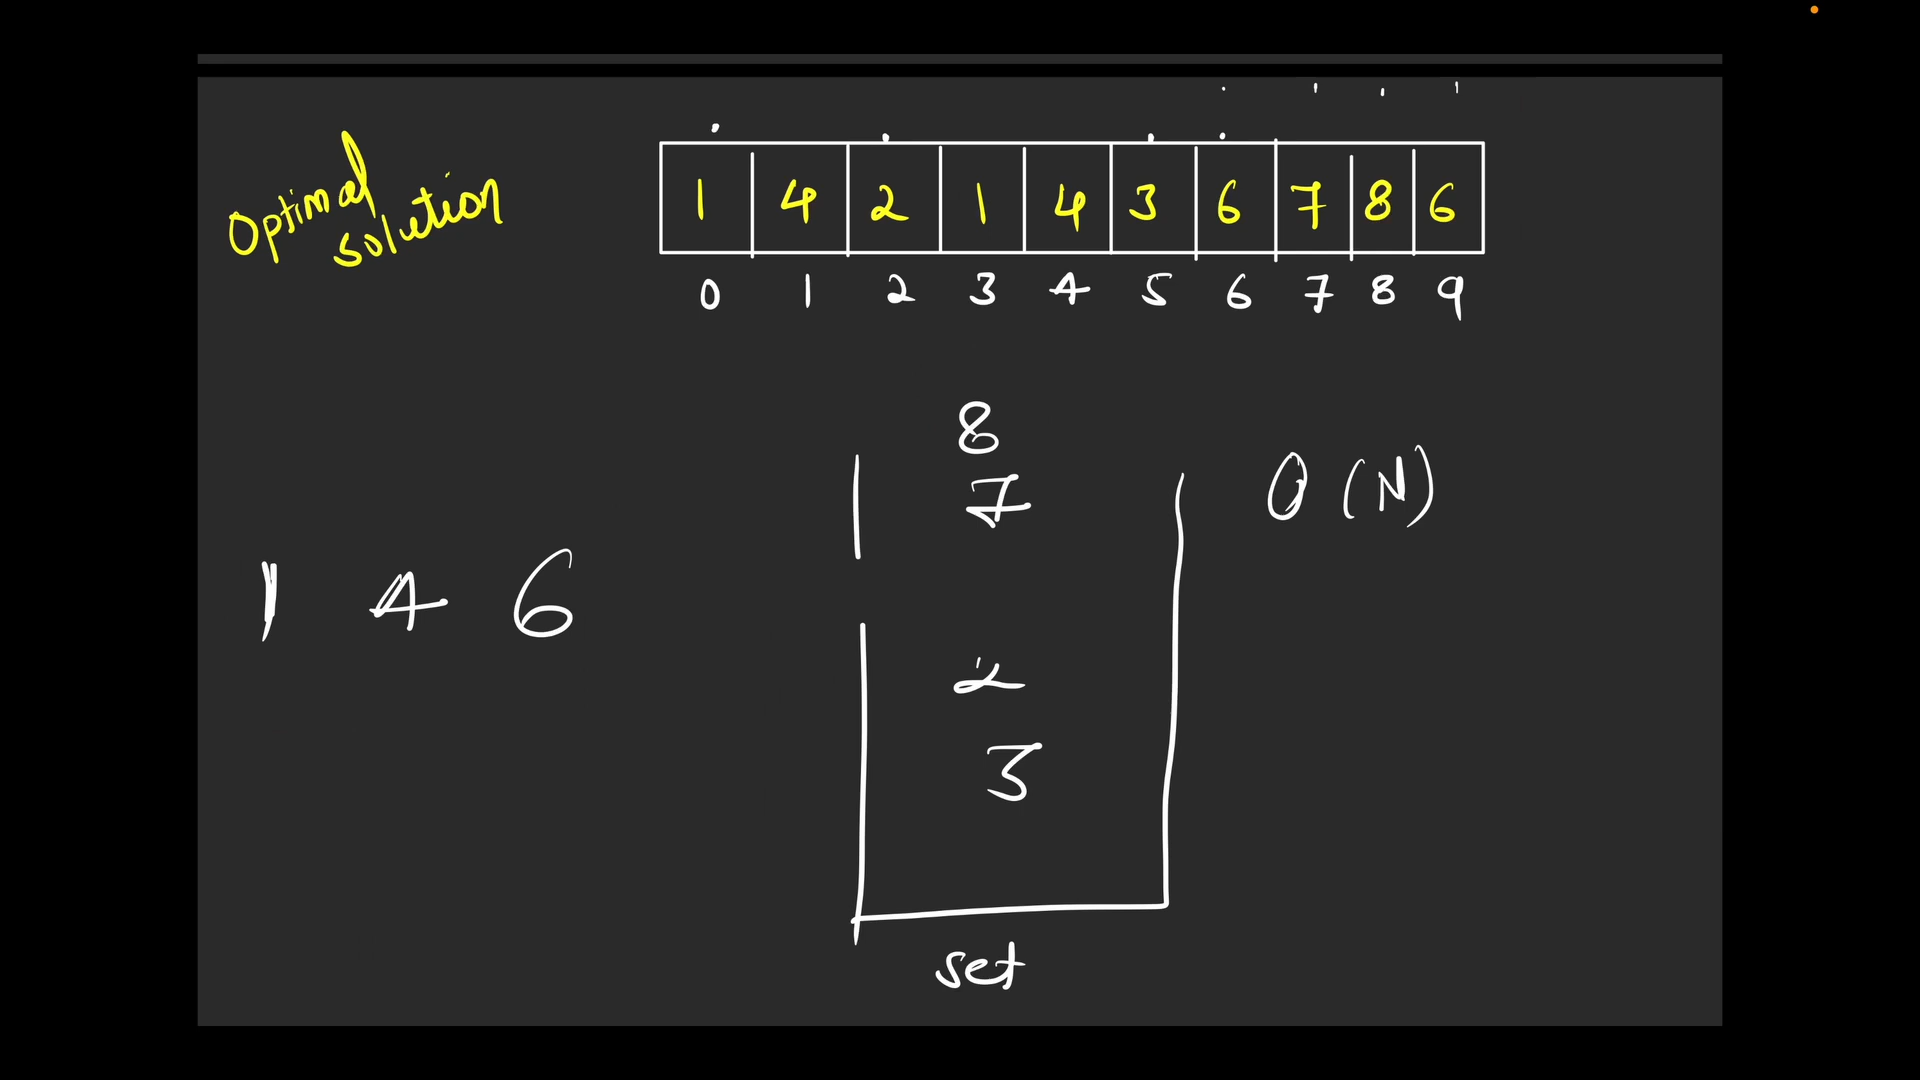 Optimal
solution
1 4 2 1 4 3 6 7 8 6
0 1 2 3 4 5 6 7 8 9
8
7
O (N)
1 4 6
2
3
set